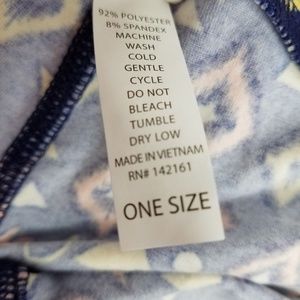 92% POLYESTER
8% SPANDEX
MACHINE
WASH
COLD
GENTLE
CYCLE
DO NOT
BLEACH
TUMBLE
DRY LOW
MADE IN VIETNAM
RN# 142161
ONE SIZE